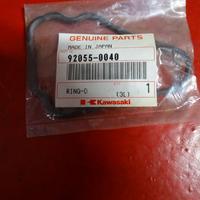 GENUINE PARTS
MADE IN JAPAN
92055-0040
Kawasaki
RING-O 1
(3L)